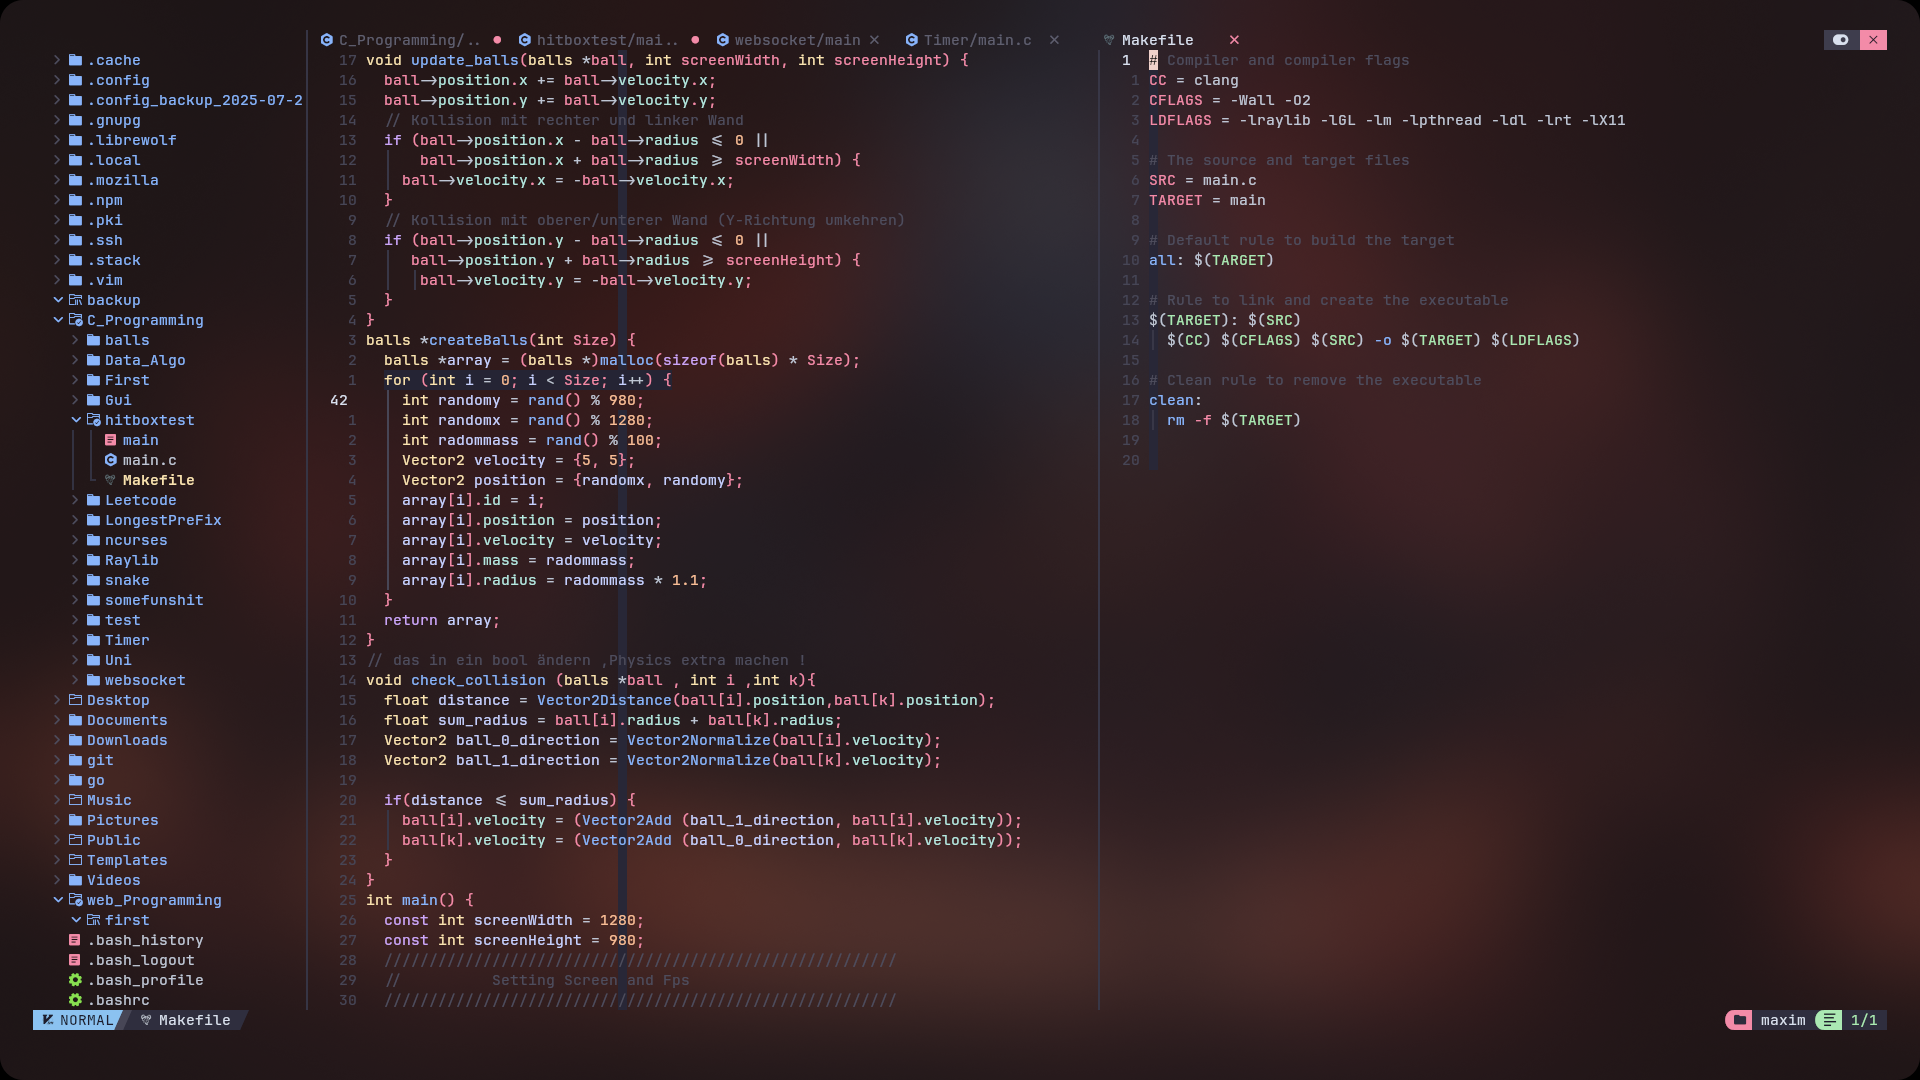 C_Programming/.. ● hitboxtest/mai.. ● websocket/main ✕ Timer/main.c ✕ Makefile ✕
.cache
.config
.config_backup_2025-07-2
.gnupg
.librewolf
.local
.mozilla
.npm
.pki
.ssh
.stack
.vim
backup
C_Programming
balls
Data_Algo
First
Gui
hitboxtest
main
main.c
Makefile
Leetcode
LongestPreFix
ncurses
Raylib
snake
somefunshit
test
Timer
Uni
websocket
Desktop
Documents
Downloads
git
go
Music
Pictures
Public
Templates
Videos
web_Programming
first
.bash_history
.bash_logout
.bash_profile
.bashrc
17 void update_balls(balls *ball, int screenWidth, int screenHeight) {
16 ball->position.x += ball->velocity.x;
15 ball->position.y += ball->velocity.y;
14 // Kollision mit rechter und linker Wand
13 if (ball->position.x - ball->radius <= 0 ||
12 ball->position.x + ball->radius >= screenWidth) {
11 ball->velocity.x = -ball->velocity.x;
10 }
9 // Kollision mit oberer/unterer Wand (Y-Richtung umkehren)
8 if (ball->position.y - ball->radius <= 0 ||
7 ball->position.y + ball->radius >= screenHeight) {
6 ball->velocity.y = -ball->velocity.y;
5 }
4 }
3 balls *createBalls(int Size) {
2 balls *array = (balls *)malloc(sizeof(balls) * Size);
1 for (int i = 0; i < Size; i++) {
42 int randomy = rand() % 980;
1 int randomx = rand() % 1280;
2 int radommass = rand() % 100;
3 Vector2 velocity = {5, 5};
4 Vector2 position = {randomx, randomy};
5 array[i].id = i;
6 array[i].position = position;
7 array[i].velocity = velocity;
8 array[i].mass = radommass;
9 array[i].radius = radommass * 1.1;
10 }
11 return array;
12 }
13 // das in ein bool ändern ,Physics extra machen !
14 void check_collision (balls *ball , int i ,int k){
15 float distance = Vector2Distance(ball[i].position,ball[k].position);
16 float sum_radius = ball[i].radius + ball[k].radius;
17 Vector2 ball_0_direction = Vector2Normalize(ball[i].velocity);
18 Vector2 ball_1_direction = Vector2Normalize(ball[k].velocity);
19
20 if(distance <= sum_radius) {
21 ball[i].velocity = (Vector2Add (ball_1_direction, ball[i].velocity));
22 ball[k].velocity = (Vector2Add (ball_0_direction, ball[k].velocity));
23 }
24 }
25 int main() {
26 const int screenWidth = 1280;
27 const int screenHeight = 980;
28 /////////////////////////////////////////////////////////
29 // Setting Screen and Fps
30 /////////////////////////////////////////////////////////
1 # Compiler and compiler flags
1 CC = clang
2 CFLAGS = -Wall -O2
3 LDFLAGS = -lraylib -lGL -lm -lpthread -ldl -lrt -lX11
4
5 # The source and target files
6 SRC = main.c
7 TARGET = main
8
9 # Default rule to build the target
10 all: $(TARGET)
11
12 # Rule to link and create the executable
13 $(TARGET): $(SRC)
14 $(CC) $(CFLAGS) $(SRC) -o $(TARGET) $(LDFLAGS)
15
16 # Clean rule to remove the executable
17 clean:
18 rm -f $(TARGET)
19
20
NORMAL Makefile maxim 1/1